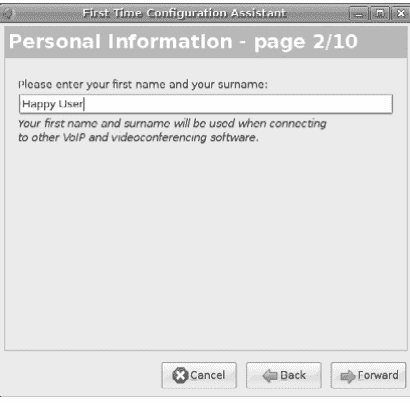 First Time Configuration Assistant
Personal Information - page 2/10
Please enter your first name and your surname:
Happy User
Your first name and surname will be used when connecting
to other VoIP and videoconferencing software.
Cancel
Back
Forward